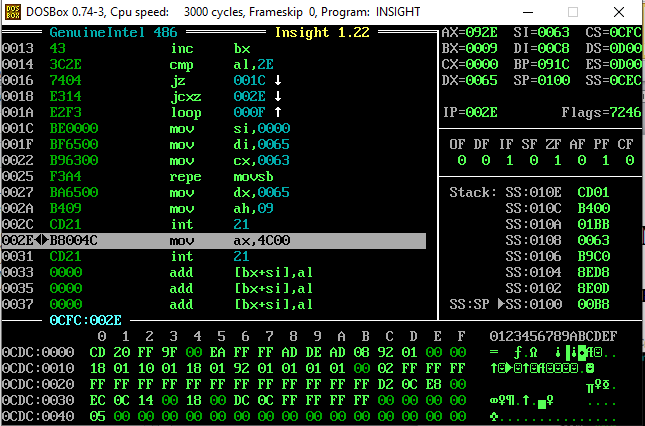 DOS BOX DOSBox 0.74-3, Cpu speed: 3000 cycles, Frameskip 0, Program: INSIGHT
GenuineIntel 486 Insight 1.22
0013 43 inc bx
0014 3C2E cmp al,2E
0016 7404 jz 001C ↓
0018 E314 jcxz 002E ↓
001A E2F3 loop 000F ↑
001C BE0000 mov si,0000
001F BF6500 mov di,0065
0022 B96300 mov cx,0063
0025 F3A4 repe movsb
0027 BA6500 mov dx,0065
002A B409 mov ah,09
002C CD21 int 21
002E◄►B8004C mov ax,4C00
0031 CD21 int 21
0033 0000 add [bx+si],al
0035 0000 add [bx+si],al
0037 0000 add [bx+si],al
0CFC:002E
AX=092E SI=0063 CS=0CFC
BX=0009 DI=00C8 DS=0D00
CX=0000 BP=091C ES=0D00
DX=0065 SP=0100 SS=0CEC
IP=002E Flags=7246
OF DF IF SF ZF AF PF CF
0 0 1 0 1 0 1 0
Stack: SS:010E CD01
SS:010C B400
SS:010A 01BB
SS:0108 0063
SS:0106 B9C0
SS:0104 8ED8
SS:0102 8E0D
SS:SP ►SS:0100 00B8
0 1 2 3 4 5 6 7 8 9 A B C D E F 0123456789ABCDEF
0CDC:0000 CD 20 FF 9F 00 EA FF FF AD DE AD 08 92 01 00 00
0CDC:0010 18 01 10 01 18 01 92 01 01 01 01 00 02 FF FF FF
0CDC:0020 FF FF FF FF FF FF FF FF FF FF FF FF D2 0C E8 00
0CDC:0030 EC 0C 14 00 18 00 DC 0C FF FF FF FF 00 00 00 00
0CDC:0040 05 00 00 00 00 00 00 00 00 00 00 00 00 00 00 00